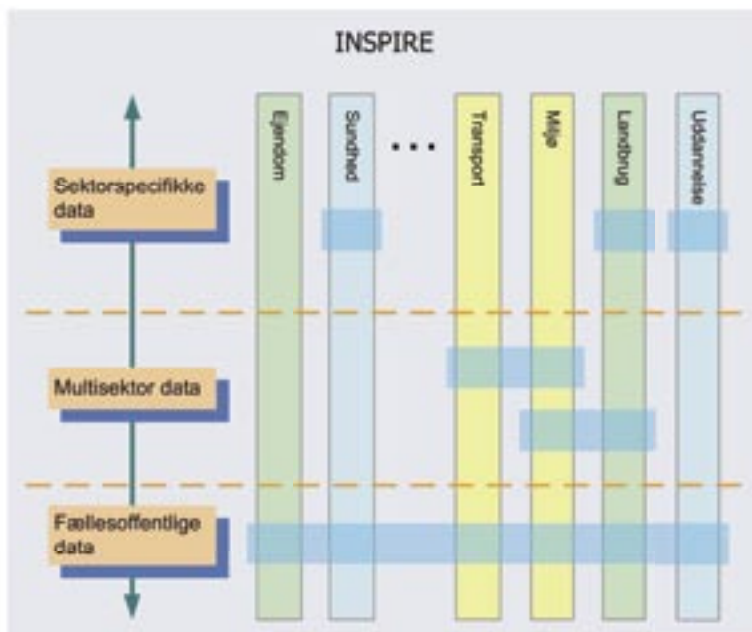 INSPIRE
Ejendom
Sundhed
...
Transport
Miljø
Landbrug
Uddannelse
Sektorspecifikke
data
Multisektor data
Fællesoffentlige
data